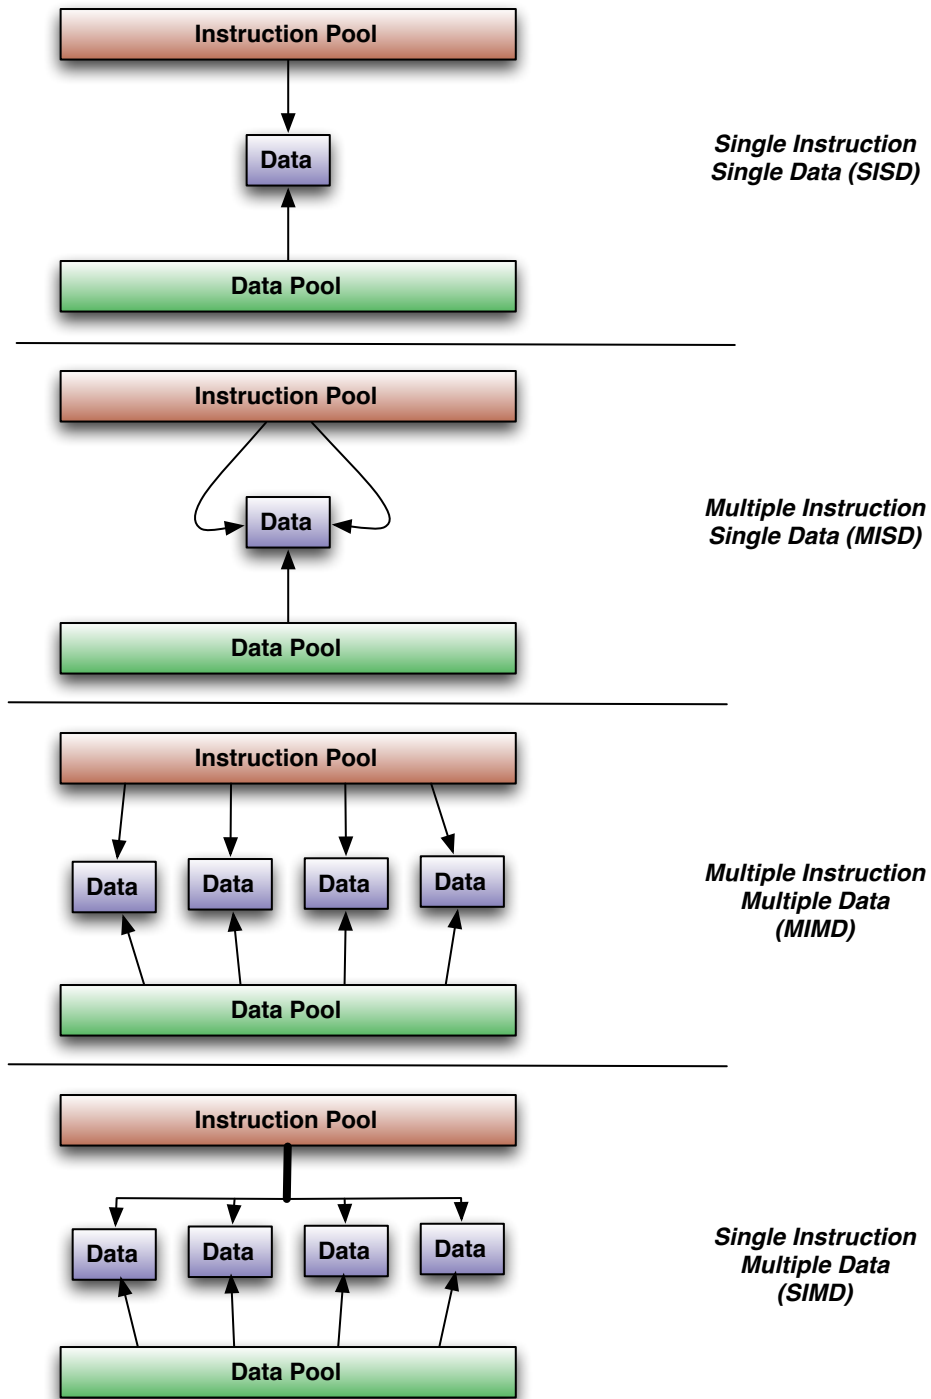 Instruction Pool
Data
Data Pool
Single Instruction
Single Data (SISD)
Instruction Pool
Data
Data Pool
Multiple Instruction
Single Data (MISD)
Instruction Pool
Data Data Data Data
Data Pool
Multiple Instruction
Multiple Data
(MIMD)
Instruction Pool
Data Data Data Data
Data Pool
Single Instruction
Multiple Data
(SIMD)